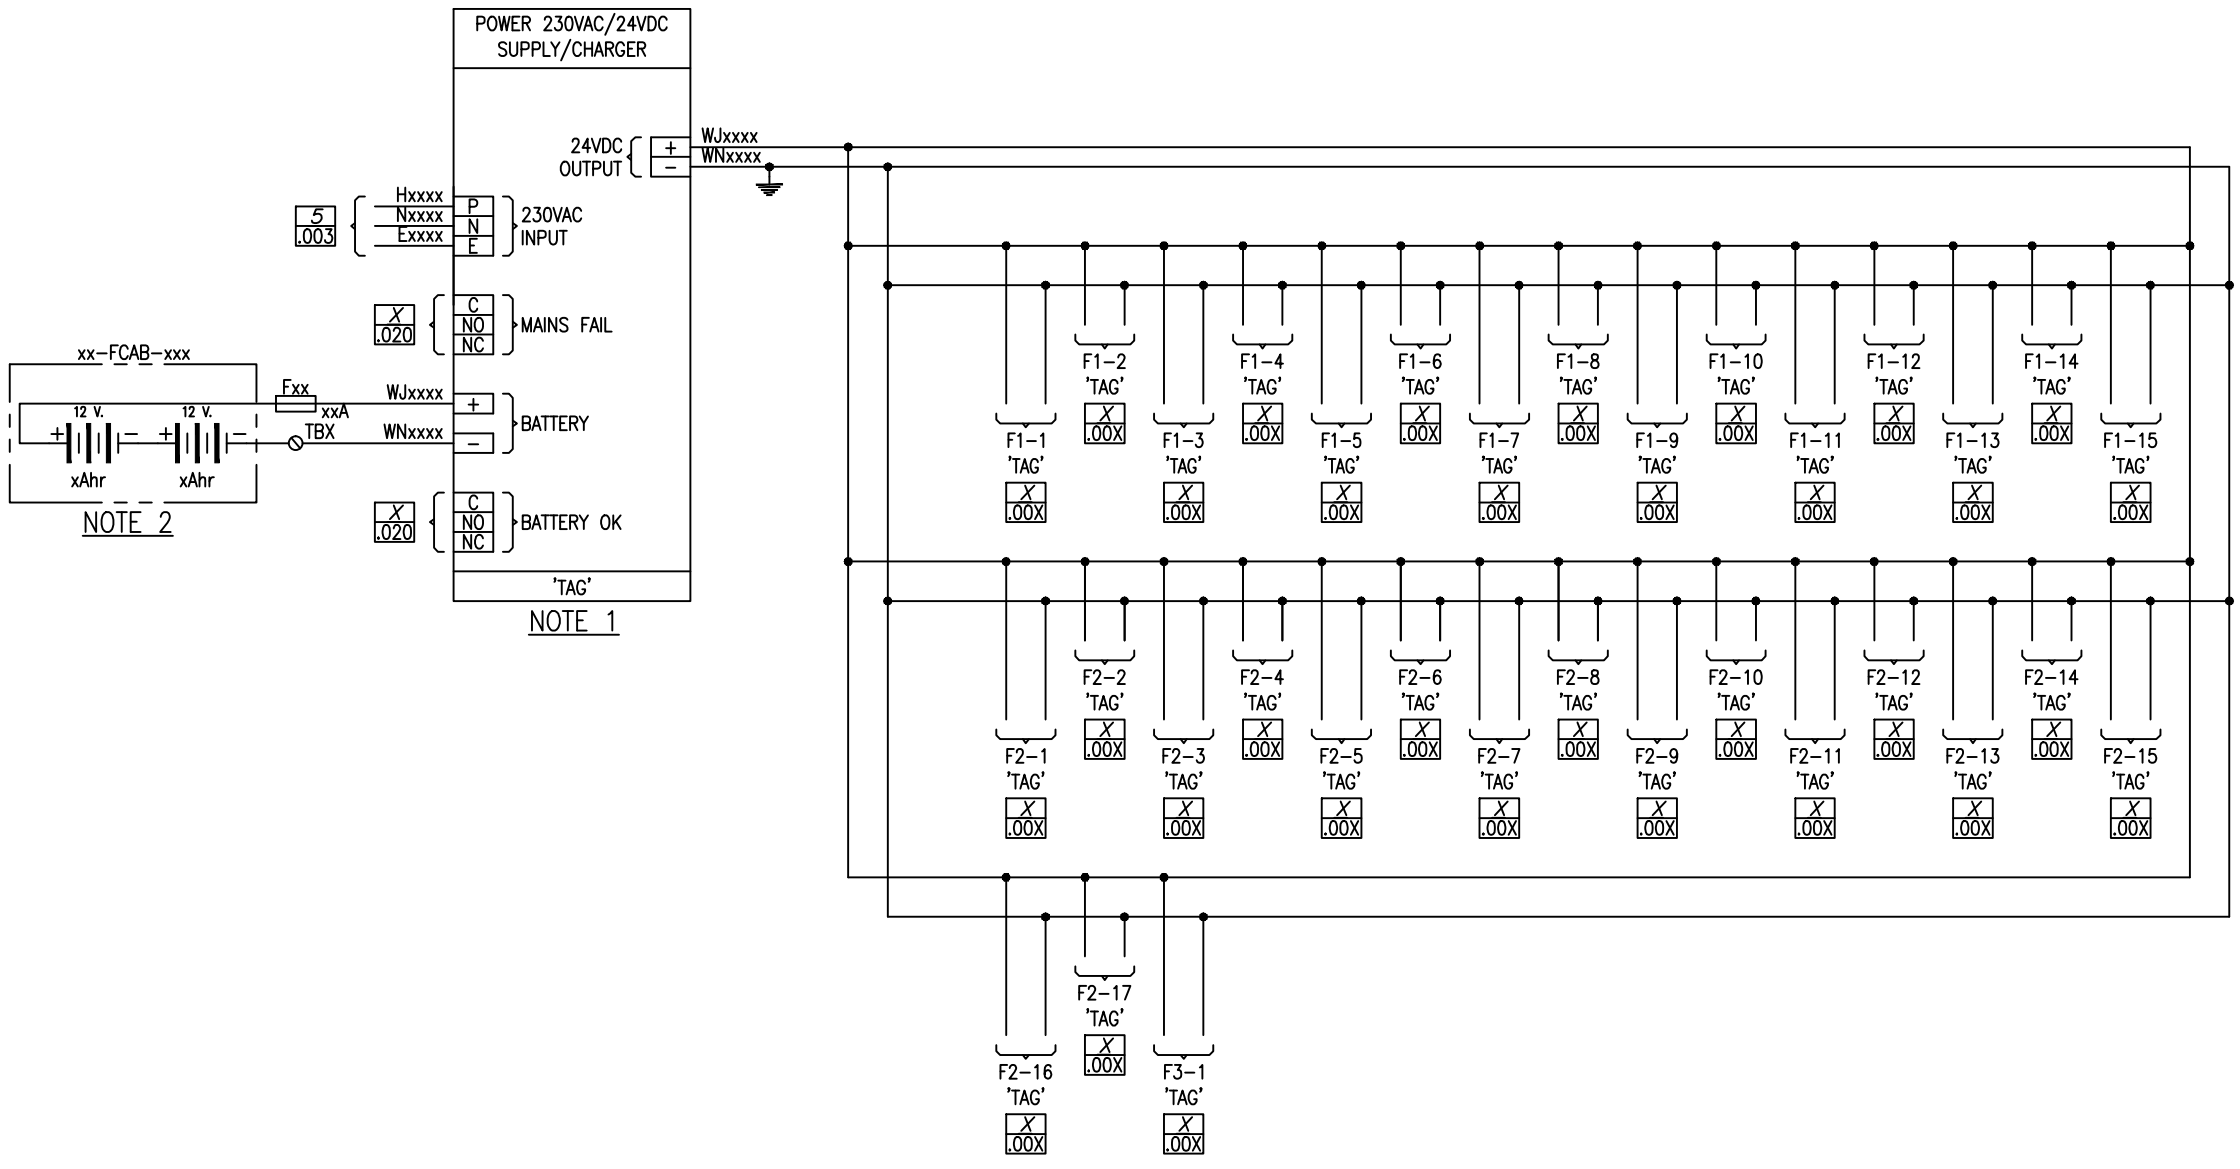 POWER 230VAC/24VDC
SUPPLY/CHARGER
24VDC
OUTPUT
+
−
WJxxxx
WNxxxx
5
.003
Hxxxx
Nxxxx
Exxxx
P
N
E
230VAC
INPUT
X
.020
C
NO
NC
MAINS FAIL
xx-FCAB-xxx
12 V.
12 V.
+
−
+
−
xAhr
xAhr
NOTE 2
Fxx
xxA
TBX
WJxxxx
WNxxxx
+
−
BATTERY
X
.020
C
NO
NC
BATTERY OK
'TAG'
NOTE 1
F1-2 F1-4 F1-6 F1-8 F1-10 F1-12 F1-14
'TAG' 'TAG' 'TAG' 'TAG' 'TAG' 'TAG' 'TAG'
X X X X X X X
.00X .00X .00X .00X .00X .00X .00X
F1-1 F1-3 F1-5 F1-7 F1-9 F1-11 F1-13 F1-15
'TAG' 'TAG' 'TAG' 'TAG' 'TAG' 'TAG' 'TAG' 'TAG'
X X X X X X X X
.00X .00X .00X .00X .00X .00X .00X .00X
F2-2 F2-4 F2-6 F2-8 F2-10 F2-12 F2-14
'TAG' 'TAG' 'TAG' 'TAG' 'TAG' 'TAG' 'TAG'
X X X X X X X
.00X .00X .00X .00X .00X .00X .00X
F2-1 F2-3 F2-5 F2-7 F2-9 F2-11 F2-13 F2-15
'TAG' 'TAG' 'TAG' 'TAG' 'TAG' 'TAG' 'TAG' 'TAG'
X X X X X X X X
.00X .00X .00X .00X .00X .00X .00X .00X
F2-17
'TAG'
X
.00X
F2-16 F3-1
'TAG' 'TAG'
X X
.00X .00X